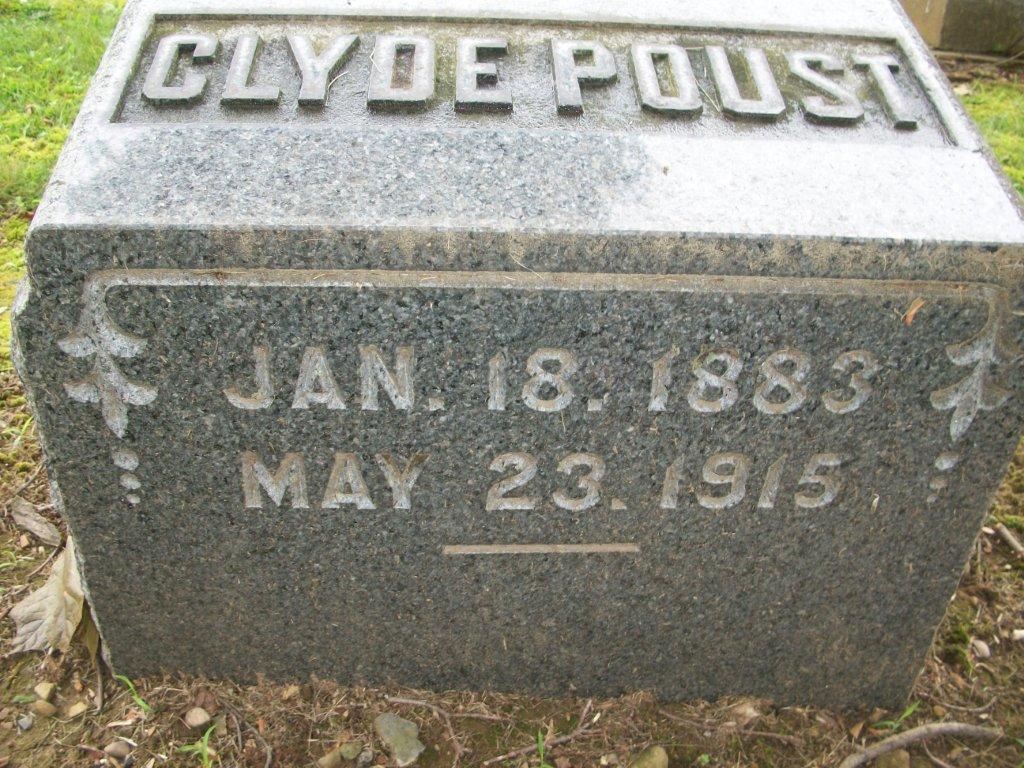 CLYDE POUST
JAN. 18. 1883
MAY 23. 1915